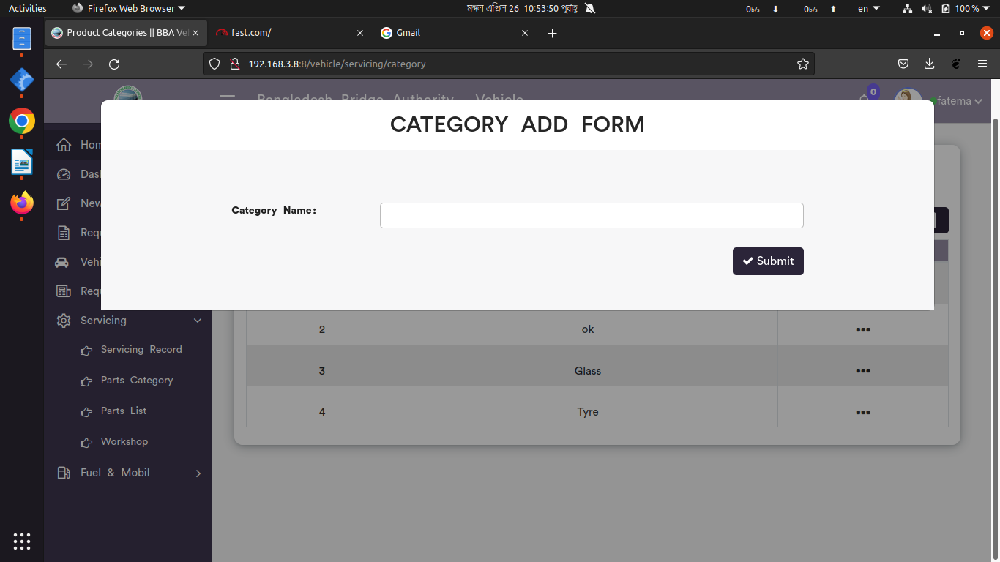 Activities Firefox Web Browser মঙ্গল এপ্রিল 26 10:53:50 পূর্বাহ্ণ 0b/s 0b/s en 100 %
Product Categories || BBA Veh fast.com/ Gmail
192.168.3.8:8/vehicle/servicing/category
Bangladesh Bridge Authority - Vehicle 0 fatema
CATEGORY ADD FORM
Category Name:
Submit
Hom
Dash
New
Requ
Vehi
Requ
Servicing
Servicing Record
Parts Category
Parts List
Workshop
Fuel & Mobil
2 ok
3 Glass
4 Tyre